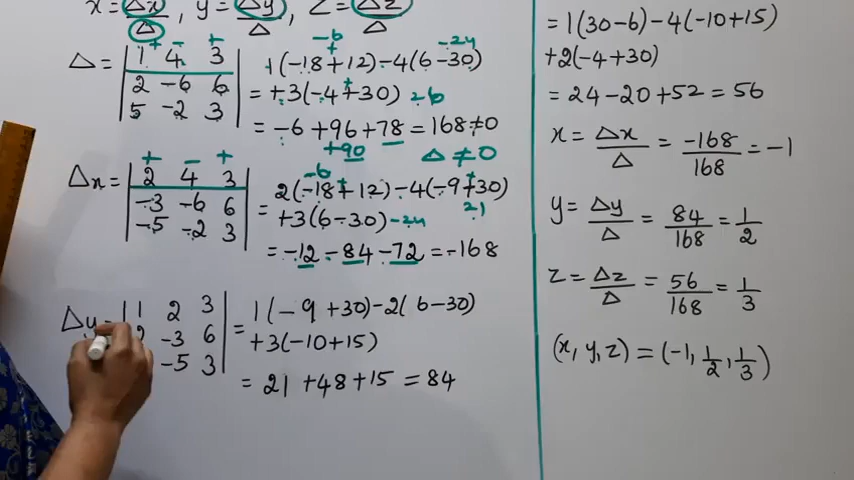 x = Δx/Δ , y = Δy/Δ , z = Δz/Δ
Δ = | 1 4 3 | +(-18+12) -4(6-30)
| 2 -6 6 | = +3(-4+30)
| 5 -2 3 | = -6 +96 +78 = 168 ≠ 0
+90 Δ ≠ 0
Δx = | 2 4 3 | 2(-18+12) -4(-9+30)
| -3 -6 6 | = +3(6-30) -24
| -5 -2 3 | = -12 -84 -72 = -168
Δy = | 1 2 3 | = 1(-9+30) -2(6-30)
-3 6 | +3(-10+15)
-5 3 | = 21 +48 +15 = 84
= 1(30-6) -4(-10+15)
+2(-4+30)
= 24 -20 +52 = 56
x = Δx/Δ = -168/168 = -1
y = Δy/Δ = 84/168 = 1/2
z = Δz/Δ = 56/168 = 1/3
(x, y, z) = (-1, 1/2, 1/3)